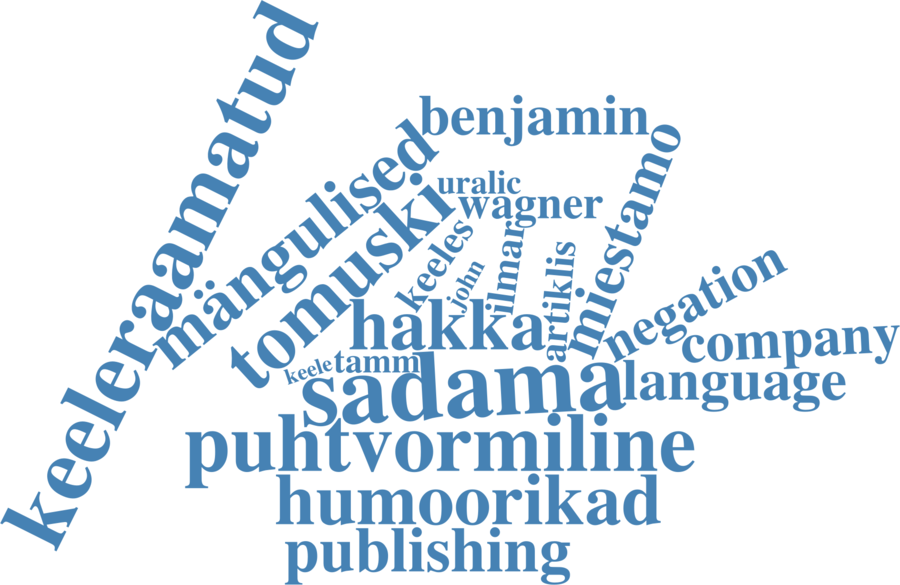 keeleraamatud
benjamin
mängulised
miestamo
uralic
tomuski
wagner
keeles
ilmar
john
artiklis
negation
hakka
company
tamm
keele
sadama
language
puhtvormiline
humoorikad
publishing